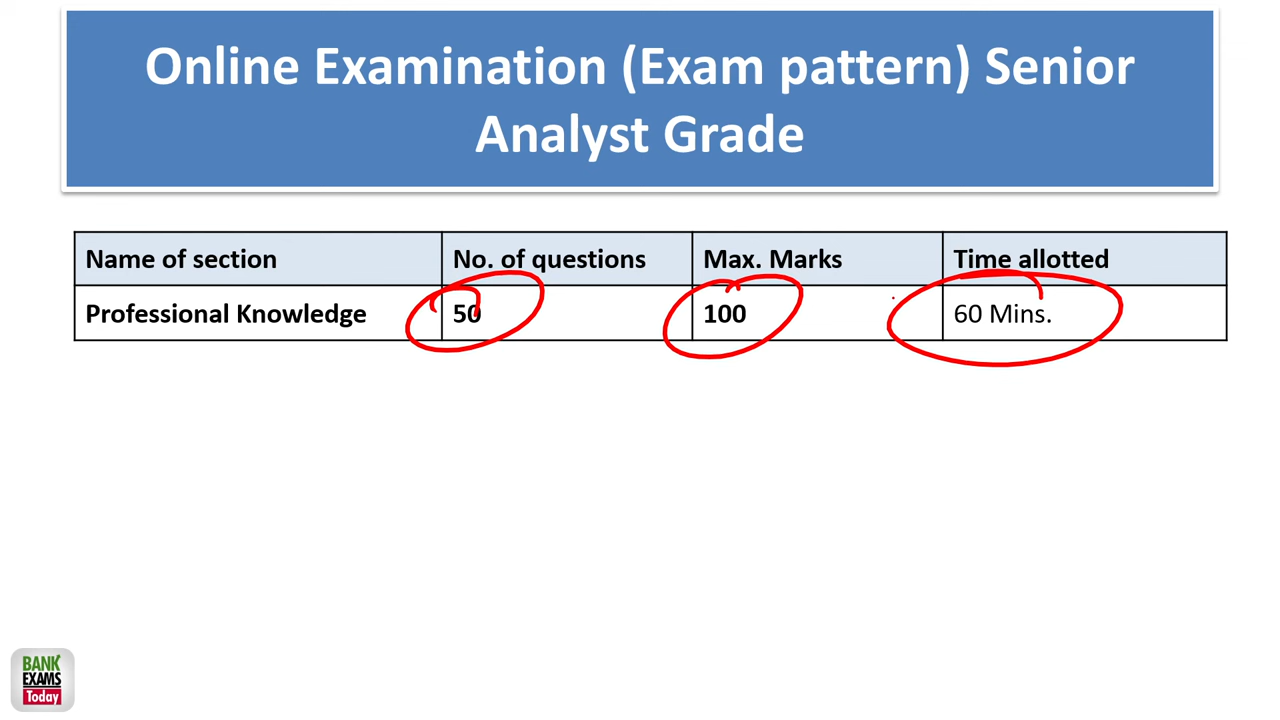 Online Examination (Exam pattern) Senior
Analyst Grade
Name of section No. of questions Max. Marks Time allotted
Professional Knowledge 50 100 60 Mins.
BANK
EXAMS
Today